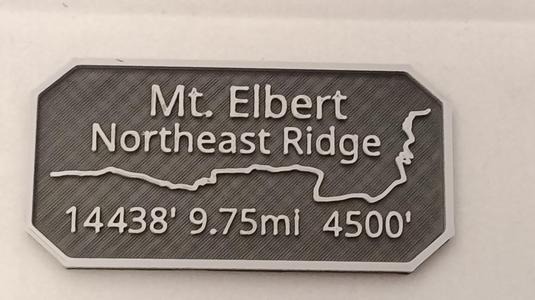 Mt. Elbert
Northeast Ridge
14438' 9.75mi 4500'